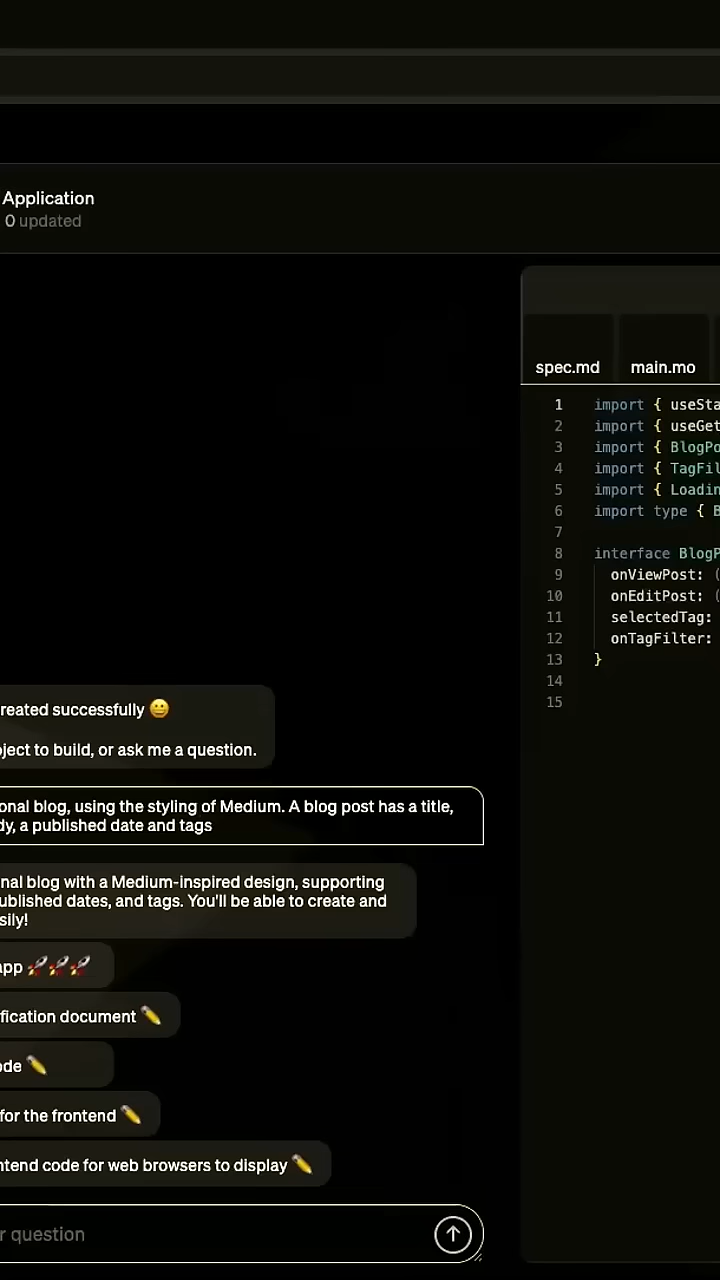 Application
0 updated
spec.md
main.mo
1 import { useSta
2 import { useGet
3 import { BlogPo
4 import { TagFil
5 import { Loadin
6 import type { B
7
8 interface BlogP
9 onViewPost: (
10 onEditPost: (
11 selectedTag:
12 onTagFilter:
13 }
14
15
reated successfully 😀
ject to build, or ask me a question.
onal blog, using the styling of Medium. A blog post has a title,
dy, a published date and tags
nal blog with a Medium-inspired design, supporting
ublished dates, and tags. You'll be able to create and
sily!
app 🚀🚀🚀
fication document ✏️
ode ✏️
for the frontend ✏️
ntend code for web browsers to display ✏️
r question